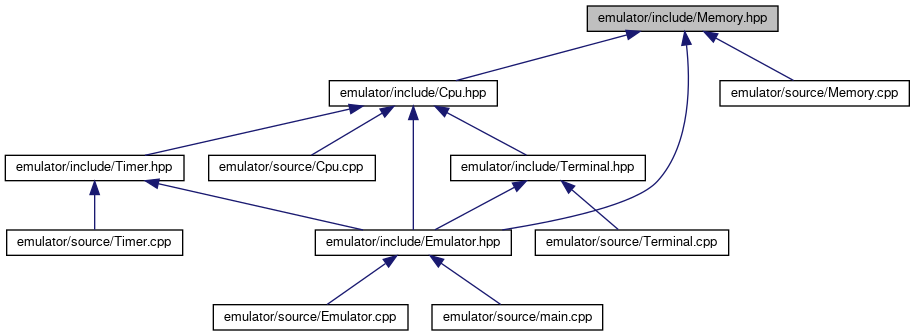 emulator/include/Memory.hpp
emulator/include/Cpu.hpp
emulator/source/Memory.cpp
emulator/include/Timer.hpp
emulator/source/Cpu.cpp
emulator/include/Terminal.hpp
emulator/source/Timer.cpp
emulator/include/Emulator.hpp
emulator/source/Terminal.cpp
emulator/source/Emulator.cpp
emulator/source/main.cpp